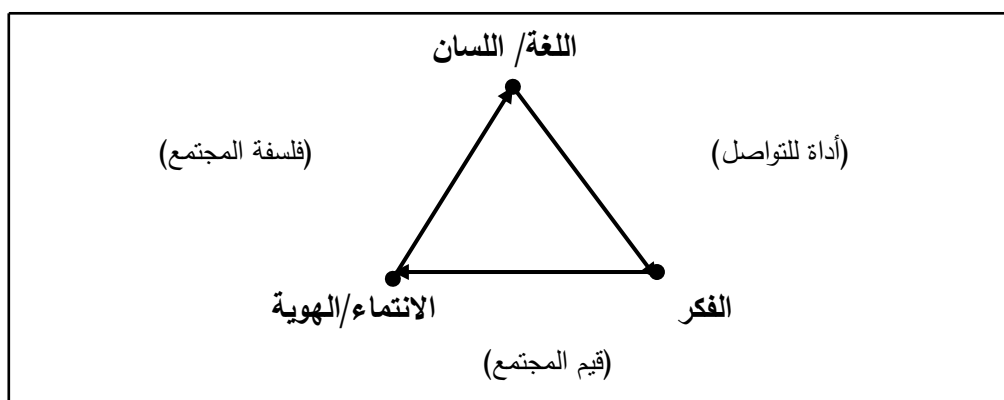 اللغة/ اللسان
(أداة للتواصل)
(فلسفة المجتمع)
الفكر
الانتماء/الهوية
(قيم المجتمع)